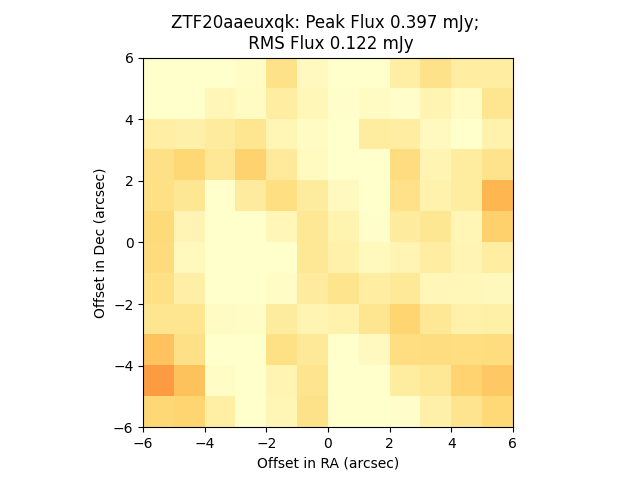 ZTF20aaeuxqk: Peak Flux 0.397 mJy;
RMS Flux 0.122 mJy
6
4
2
0
−2
−4
−6
Offset in Dec (arcsec)
−6 −4 −2 0 2 4 6
Offset in RA (arcsec)